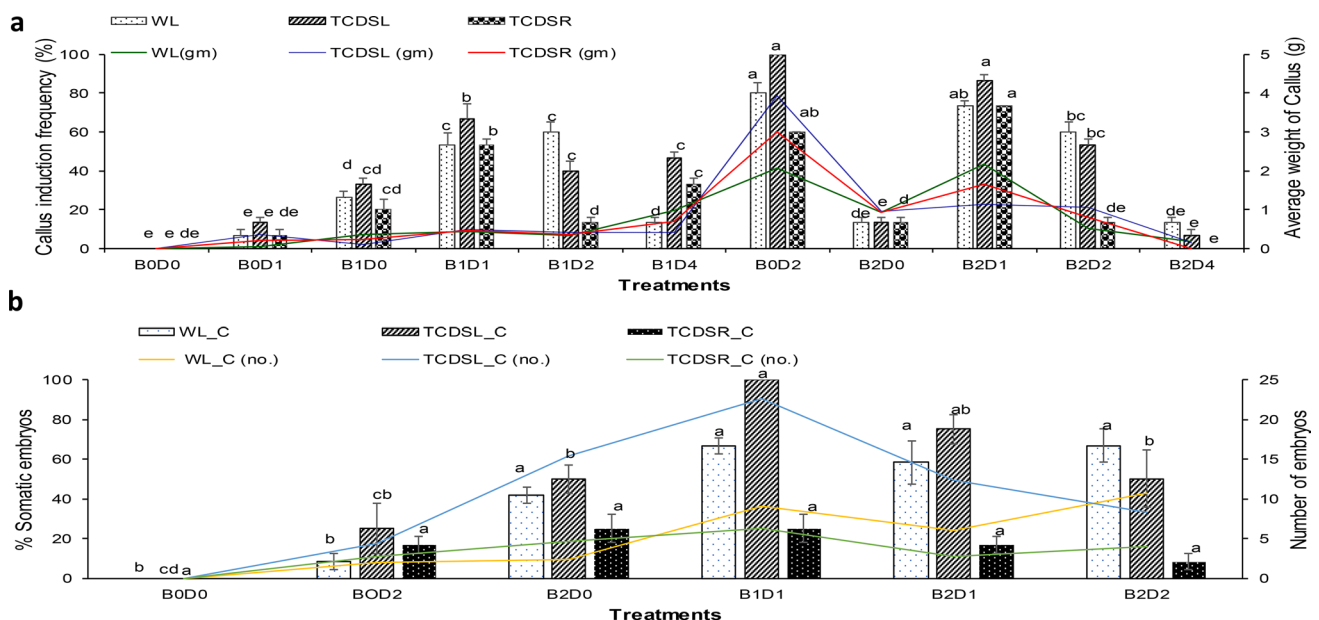 a
WL TCDSL TCDSR
WL(gm) TCDSL (gm) TCDSR (gm)
Callus induction frequency (%)
100
80
60
40
20
0
e e de
e e de
d cd cd
c b b
c c d
d c c
a a ab
de e d
ab a a
bc bc de
de e e
5
4
3
2
1
0
Average weight of Callus (g)
B0D0 B0D1 B1D0 B1D1 B1D2 B1D4 B0D2 B2D0 B2D1 B2D2 B2D4
Treatments
b
WL_C TCDSL_C TCDSR_C
WL_C (no.) TCDSL_C (no.) TCDSR_C (no.)
% Somatic embryos
100
80
60
40
20
0
b cd a
b cb a
a b a
a a a
a ab a
a b a
25
20
15
10
5
0
Number of embryos
B0D0 BOD2 B2D0 B1D1 B2D1 B2D2
Treatments